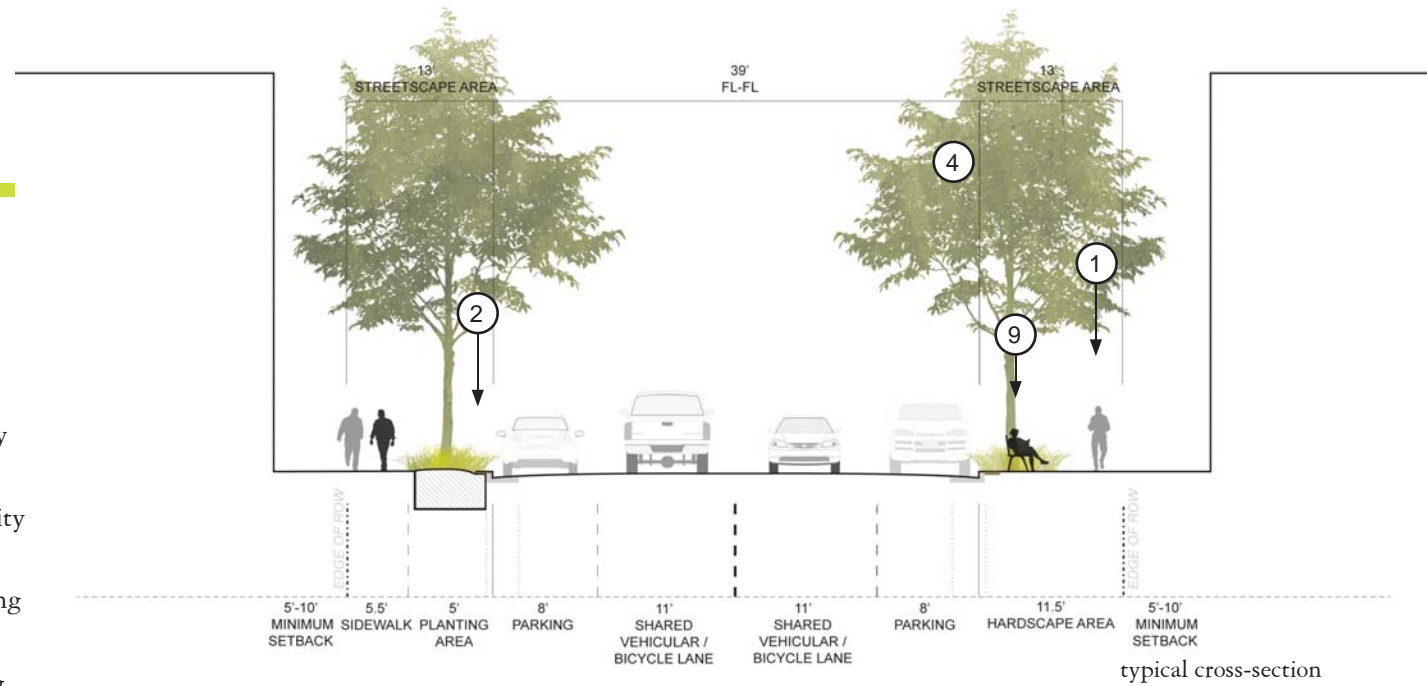 13'
STREETSCAPE AREA
39'
FL-FL
13'
STREETSCAPE AREA
4
1
2
9
y
ity
ng
EDGE OF ROW
EDGE OF ROW
5'-10'
MINIMUM
SETBACK
5.5'
SIDEWALK
5'
PLANTING
AREA
8'
PARKING
11'
SHARED
VEHICULAR /
BICYCLE LANE
11'
SHARED
VEHICULAR /
BICYCLE LANE
8'
PARKING
11.5'
HARDSCAPE AREA
5'-10'
MINIMUM
SETBACK
typical cross-section